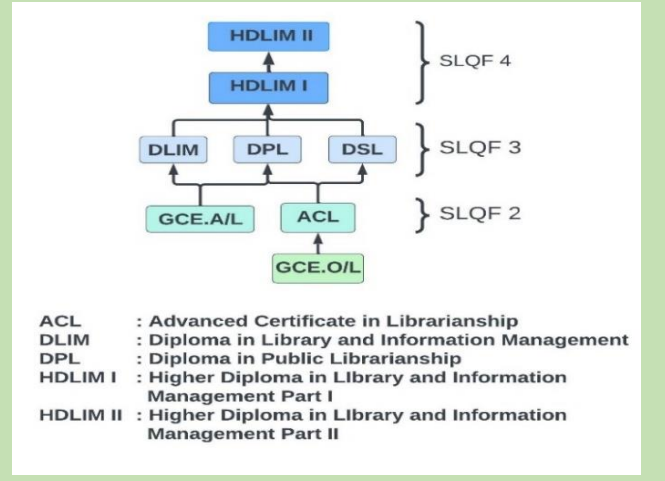 HDLIM II
SLQF 4
HDLIM I
DLIM DPL DSL SLQF 3
GCE.A/L ACL SLQF 2
GCE.O/L
ACL : Advanced Certificate in Librarianship
DLIM : Diploma in Library and Information Management
DPL : Diploma in Public Librarianship
HDLIM I : Higher Diploma in LIbrary and Information
Management Part I
HDLIM II : Higher Diploma in LIbrary and Information
Management Part II